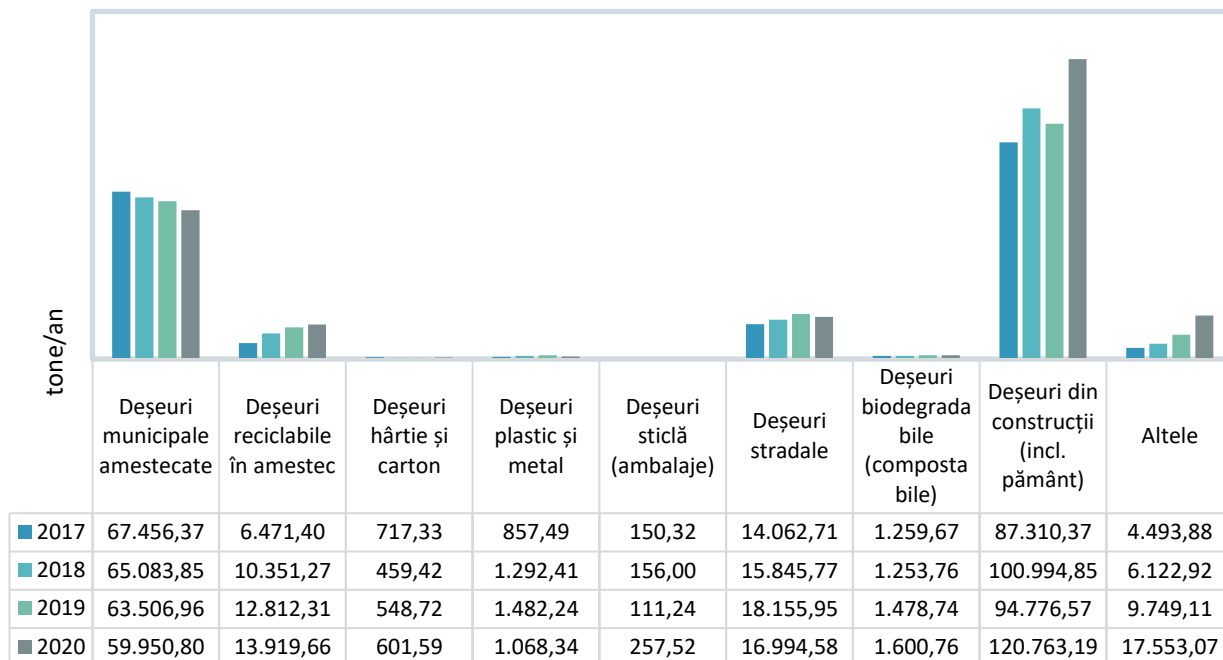 tone/an
Deșeuri
municipale
amestecate
Deșeuri
reciclabile
în amestec
Deșeuri
hârtie și
carton
Deșeuri
plastic și
metal
Deșeuri
sticlă
(ambalaje)
Deșeuri
stradale
Deșeuri
biodegrada
bile
(composta
bile)
Deșeuri din
construcții
(incl.
pământ)
Altele
2017 67.456,37 6.471,40 717,33 857,49 150,32 14.062,71 1.259,67 87.310,37 4.493,88
2018 65.083,85 10.351,27 459,42 1.292,41 156,00 15.845,77 1.253,76 100.994,85 6.122,92
2019 63.506,96 12.812,31 548,72 1.482,24 111,24 18.155,95 1.478,74 94.776,57 9.749,11
2020 59.950,80 13.919,66 601,59 1.068,34 257,52 16.994,58 1.600,76 120.763,19 17.553,07